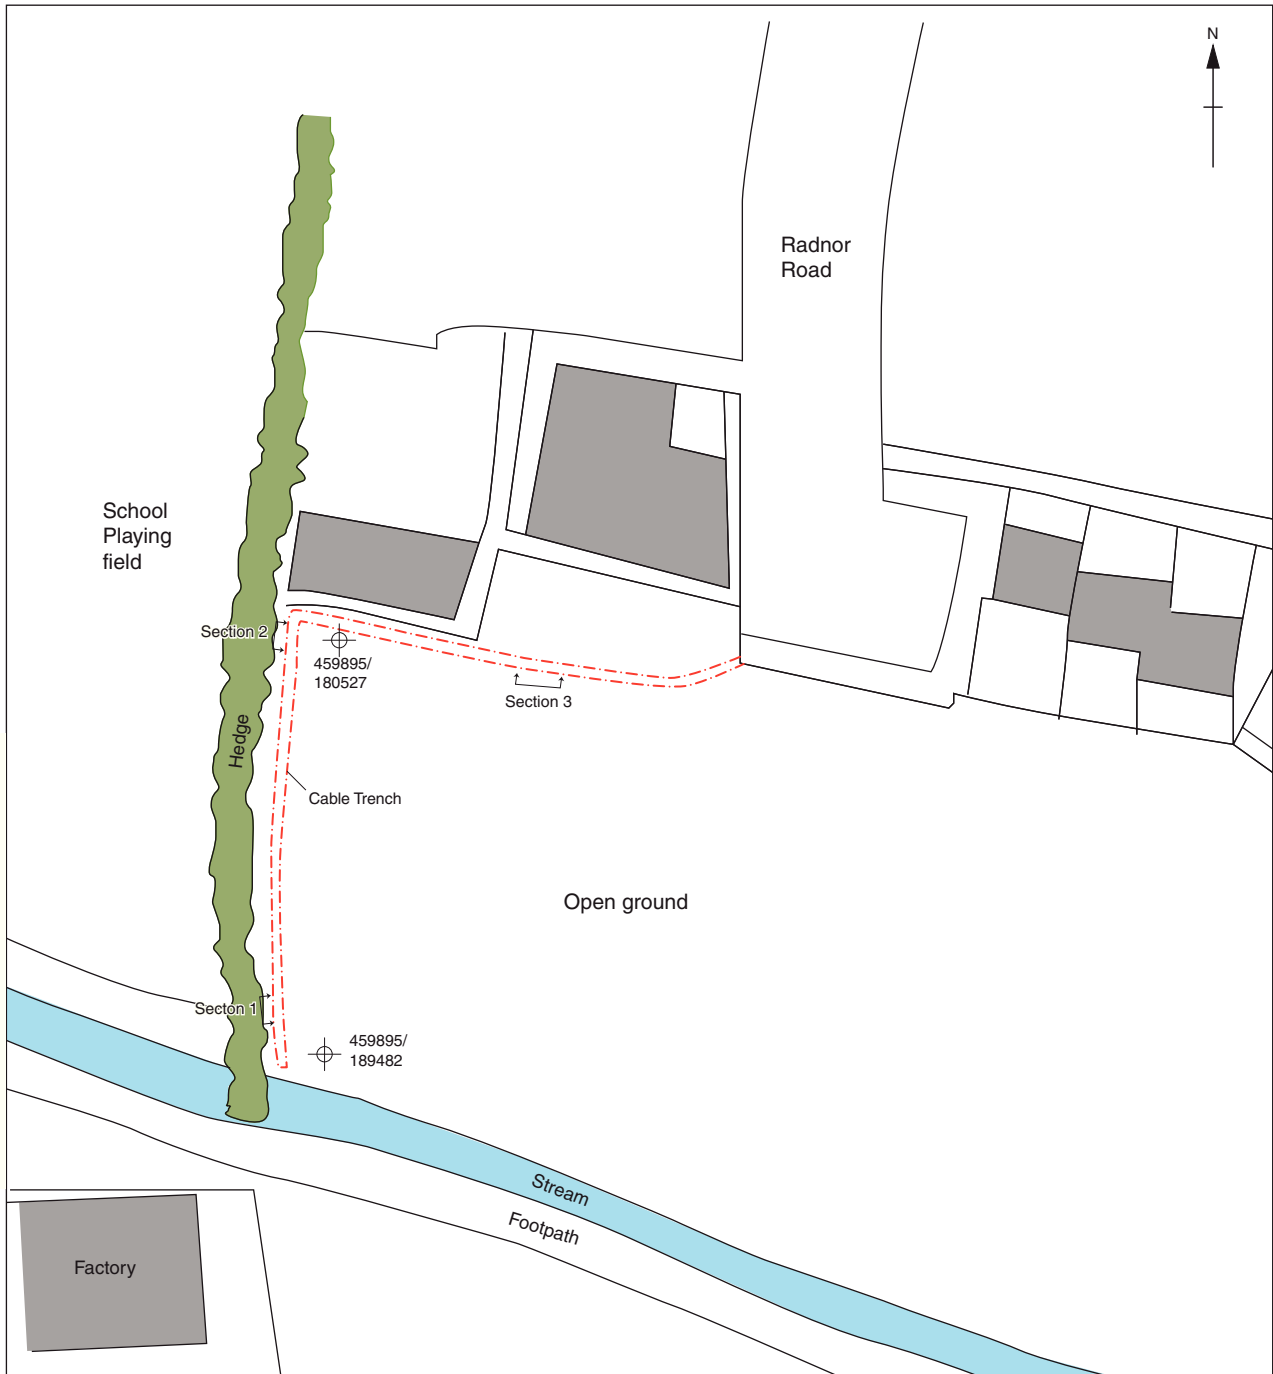 N
Radnor
Road
School
Playing
field
Section 2
459895/
180527
Section 3
Hedge
Cable Trench
Open ground
Secton 1
459895/
189482
Stream
Footpath
Factory